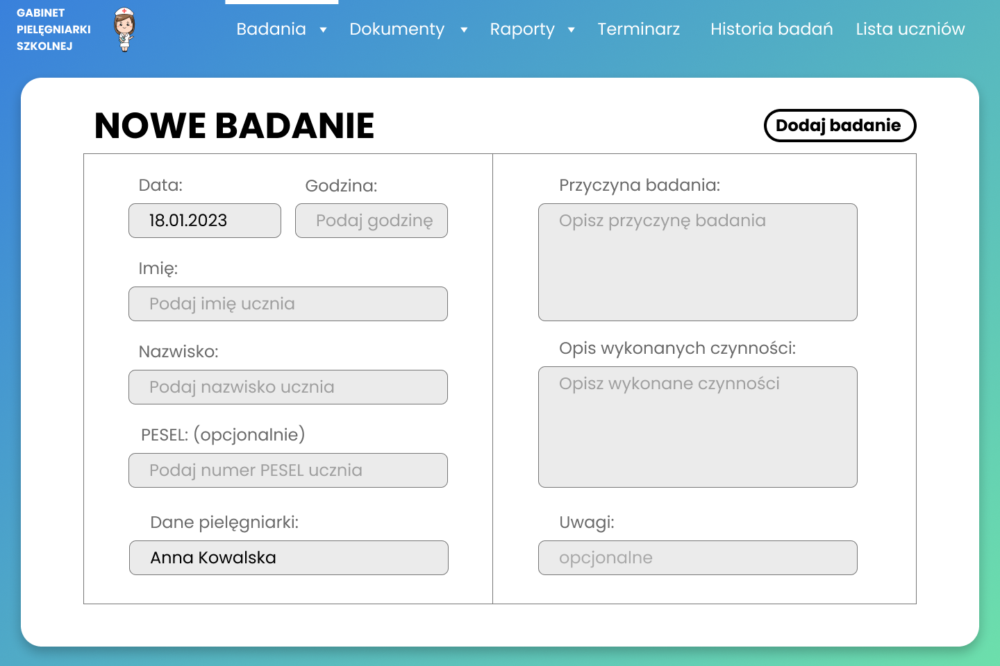 GABINET
PIELĘGNIARKI
SZKOLNEJ
Badania
Dokumenty
Raporty
Terminarz
Historia badań
Lista uczniów
NOWE BADANIE
Dodaj badanie
Data:
Godzina:
18.01.2023
Podaj godzinę
Imię:
Podaj imię ucznia
Nazwisko:
Podaj nazwisko ucznia
PESEL: (opcjonalnie)
Podaj numer PESEL ucznia
Dane pielęgniarki:
Anna Kowalska
Przyczyna badania:
Opisz przyczynę badania
Opis wykonanych czynności:
Opisz wykonane czynności
Uwagi:
opcjonalne